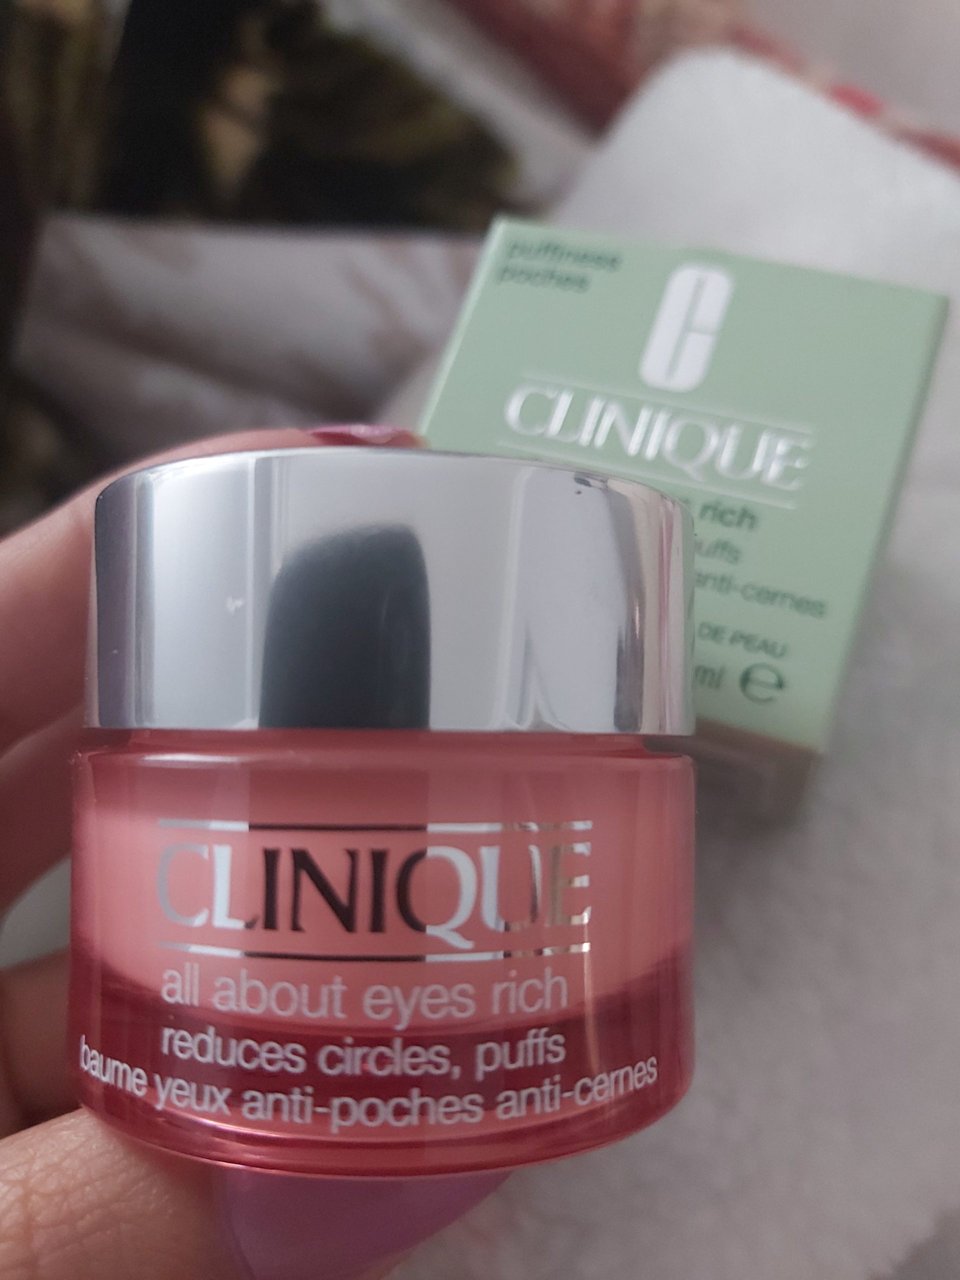 puffiness
poches
C
CLINIQUE
rich
puffs
anti-cernes
DE PEAU
ml e
CLINIQUE
all about eyes rich
reduces circles, puffs
baume yeux anti-poches anti-cernes